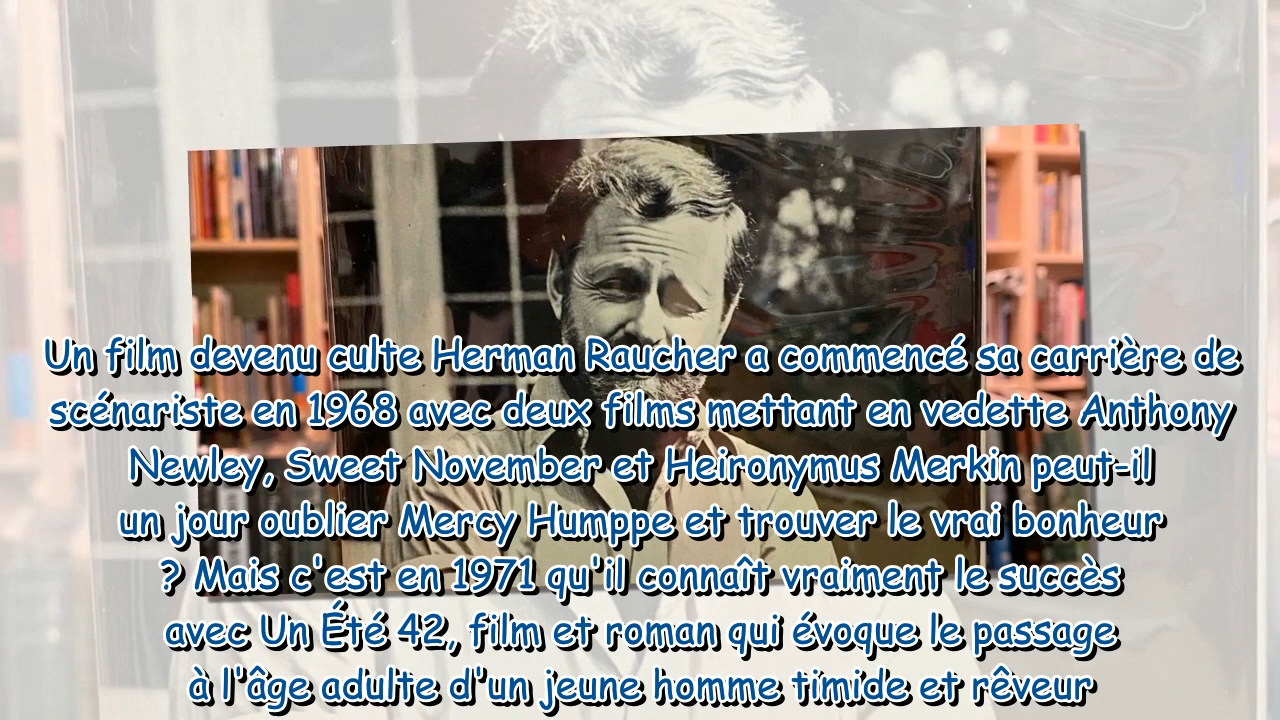 Un film devenu culte Herman Raucher a commencé sa carrière de
scénariste en 1968 avec deux films mettant en vedette Anthony
Newley, Sweet November et Heironymus Merkin peut-il
un jour oublier Mercy Humppe et trouver le vrai bonheur
? Mais c'est en 1971 qu'il connaît vraiment le succès
avec Un Été 42, film et roman qui évoque le passage
à l'âge adulte d'un jeune homme timide et rêveur